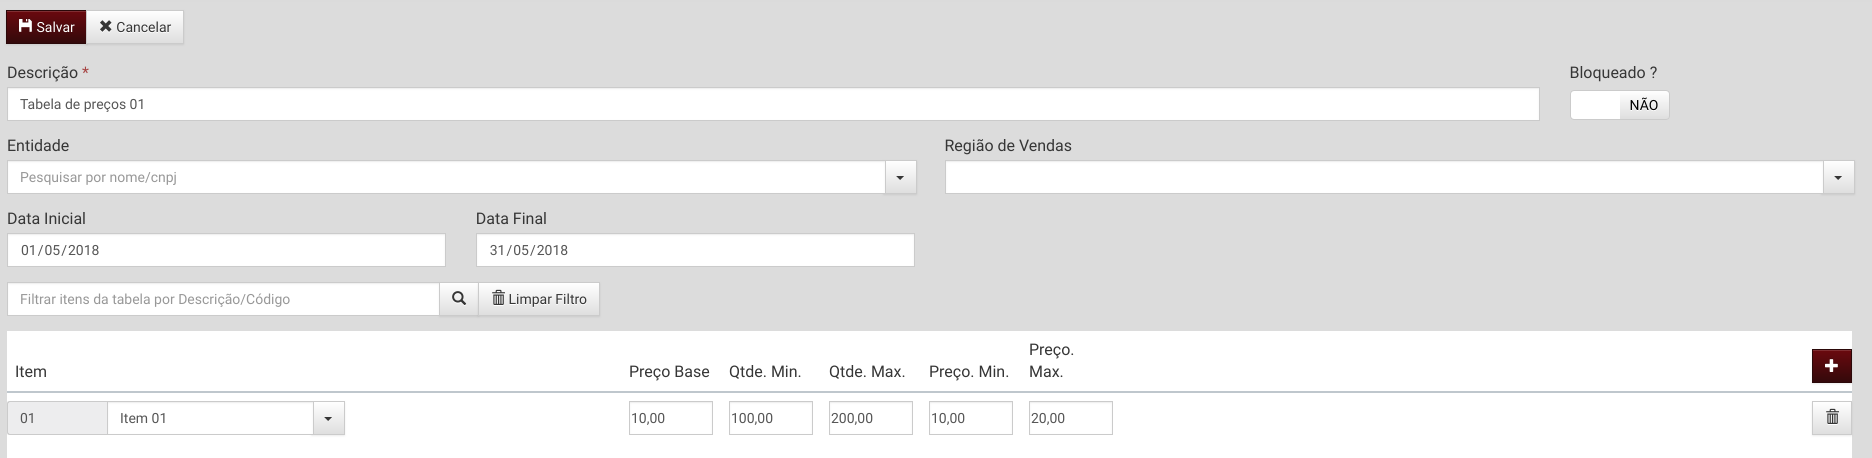 Salvar Cancelar
Descrição * Bloqueado ?
Tabela de preços 01 NÃO
Entidade Região de Vendas
Pesquisar por nome/cnpj
Data Inicial Data Final
01/05/2018 31/05/2018
Filtrar itens da tabela por Descrição/Código Limpar Filtro
Item Preço Base Qtde. Min. Qtde. Max. Preço. Min. Preço. Max.
01 Item 01 10,00 100,00 200,00 10,00 20,00